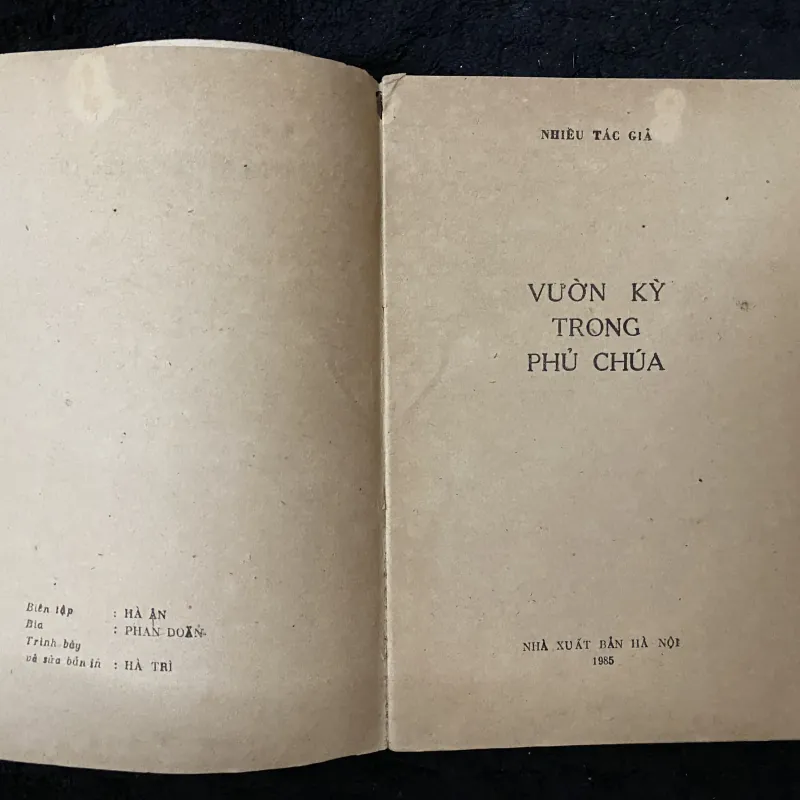 Biên tập : HÀ ẬN
Bìa : PHAN DOÃN
Trình bày
và sửa bản in : HÀ TRÌ
NHIỀU TÁC GIẢ
VƯỜN KỲ
TRONG
PHỦ CHÚA
NHÀ XUẤT BẢN HÀ NỘI
1985